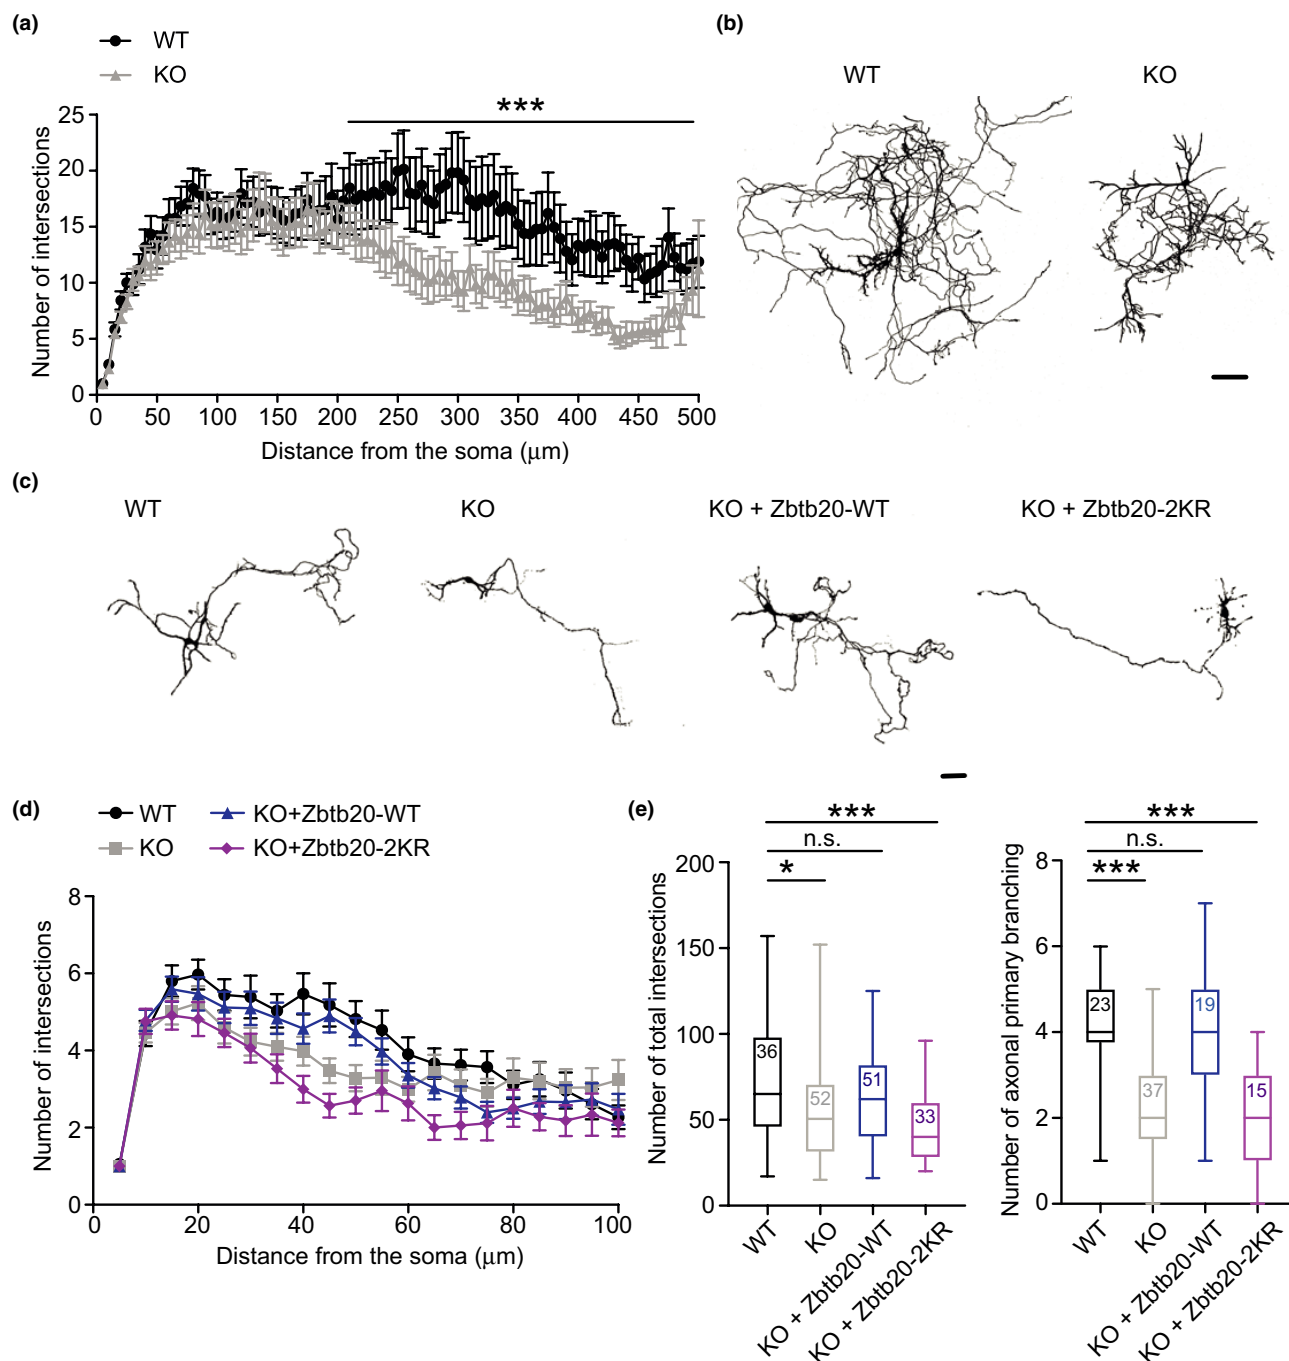 (a)
WT
KO
***
Number of intersections
25
20
15
10
5
0
0 50 100 150 200 250 300 350 400 450 500
Distance from the soma (μm)
(b)
WT KO
(c)
WT KO KO + Zbtb20-WT KO + Zbtb20-2KR
(d)
WT KO+Zbtb20-WT
KO KO+Zbtb20-2KR
Number of intersections
8
6
4
2
0
0 20 40 60 80 100
Distance from the soma (μm)
(e)
***
n.s.
*
Number of total intersections
200
150
100
50
0
36 52 51 33
WT KO KO + Zbtb20-WT KO + Zbtb20-2KR
***
n.s.
***
Number of axonal primary branching
8
6
4
2
0
23 37 19 15
WT KO KO + Zbtb20-WT KO + Zbtb20-2KR